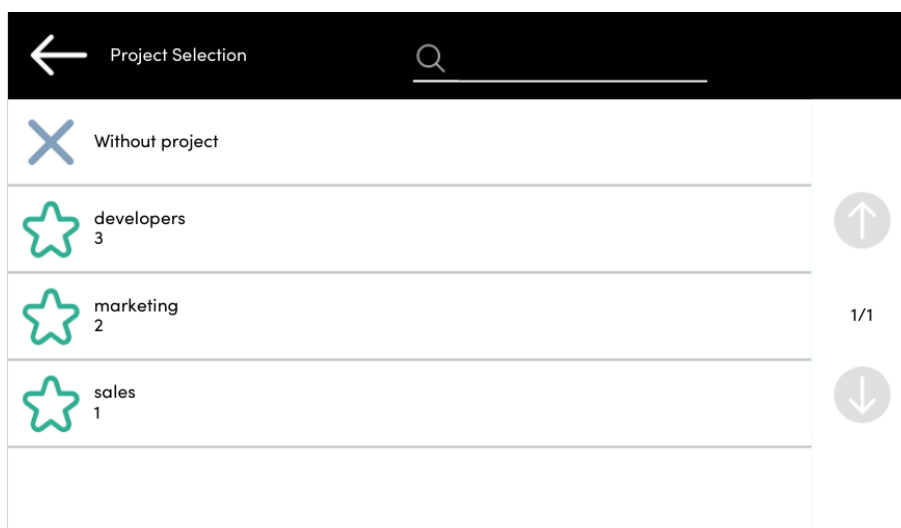 Project Selection
Without project
developers
3
marketing
2
1/1
sales
1